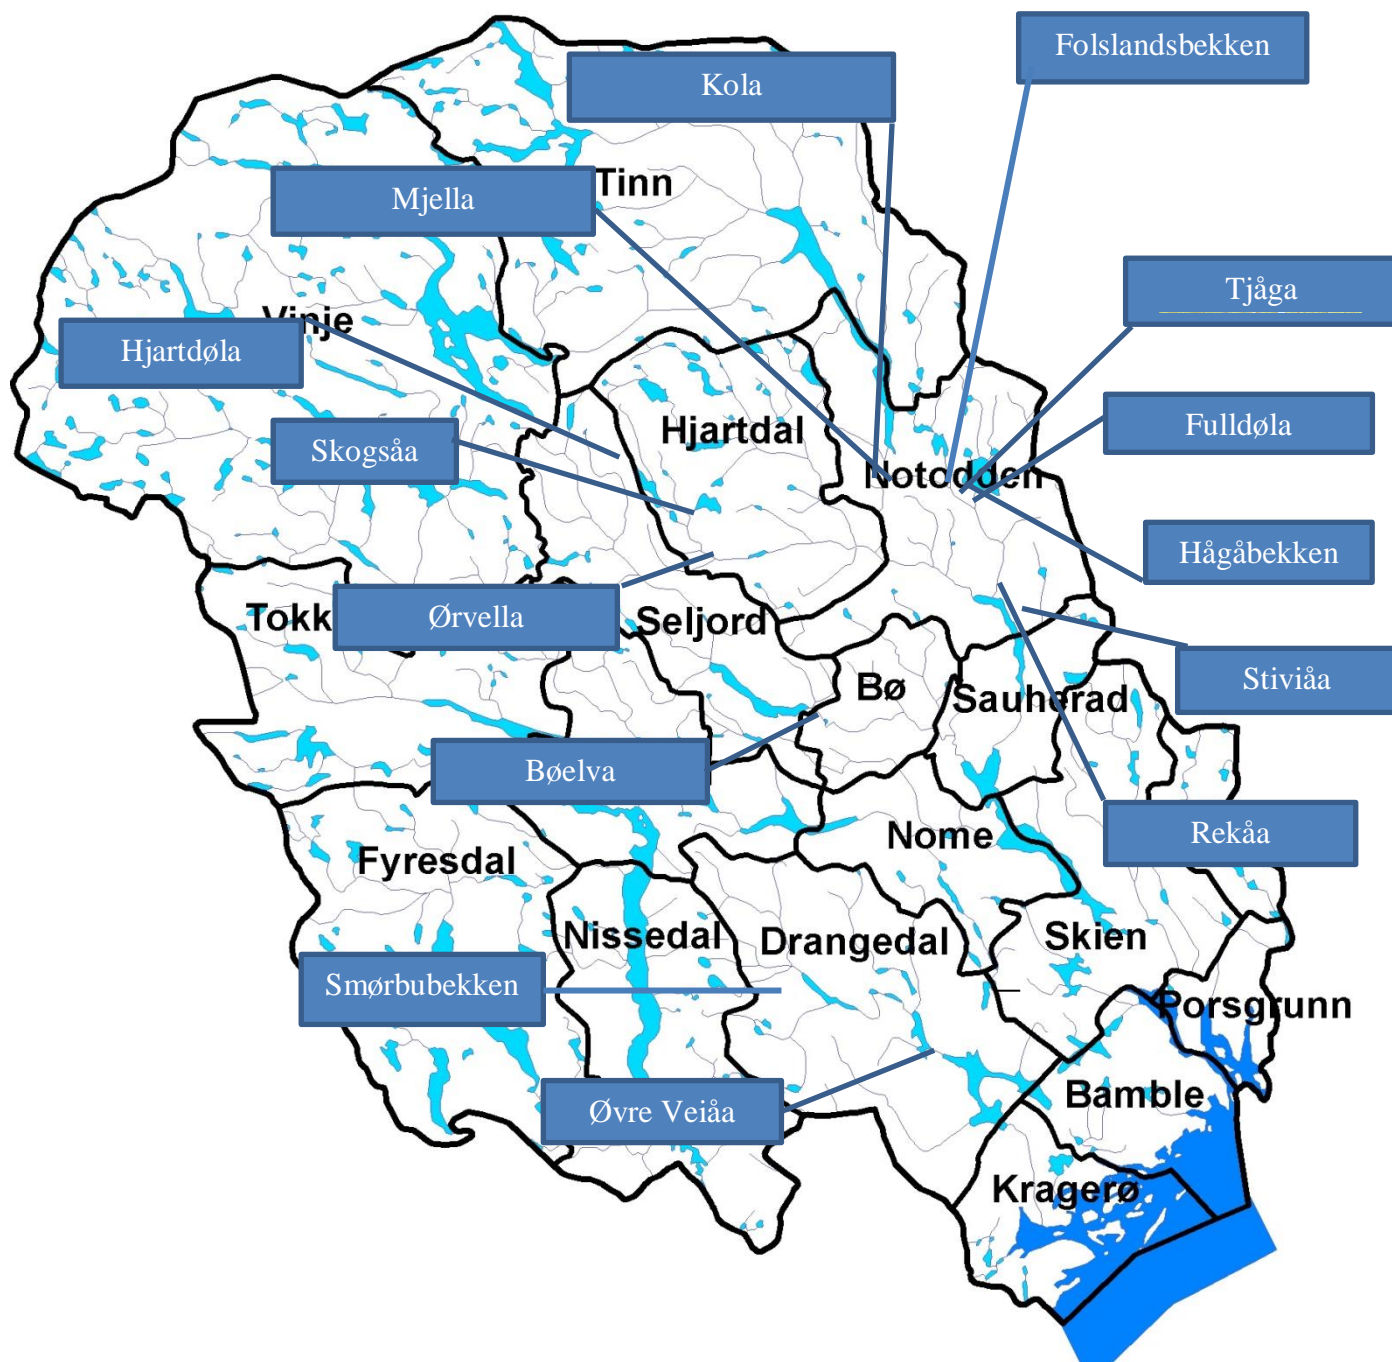 Folslandsbekken
Kola
Tinn
Mjella
Tjåga
Vinje
Hjartdøla
Hjartdal
Fulldøla
Skogsåa
Notodden
Hågåbekken
Tokk
Ørvella
Seljord
Stiviåa
Bø
Sauherad
Bøelva
Rekåa
Nome
Fyresdal
Nissedal
Drangedal
Skien
Smørbubekken
Porsgrunn
Bamble
Øvre Veiåa
Kragerø